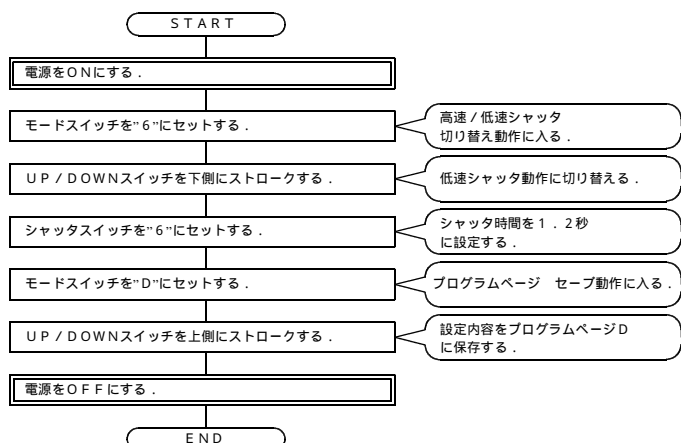 ＳＴＡＲＴ
電源をＯＮにする．
モードスイッチを”６”にセットする．
高速／低速シャッタ
切り替え動作に入る．
ＵＰ／ＤＯＷＮスイッチを下側にストロークする．
低速シャッタ動作に切り替える．
シャッタスイッチを”６”にセットする．
シャッタ時間を１．２秒
に設定する．
モードスイッチを”Ｄ”にセットする．
プログラムページ　セーブ動作に入る．
ＵＰ／ＤＯＷＮスイッチを上側にストロークする．
設定内容をプログラムページＤ
に保存する．
電源をＯＦＦにする．
ＥＮＤ